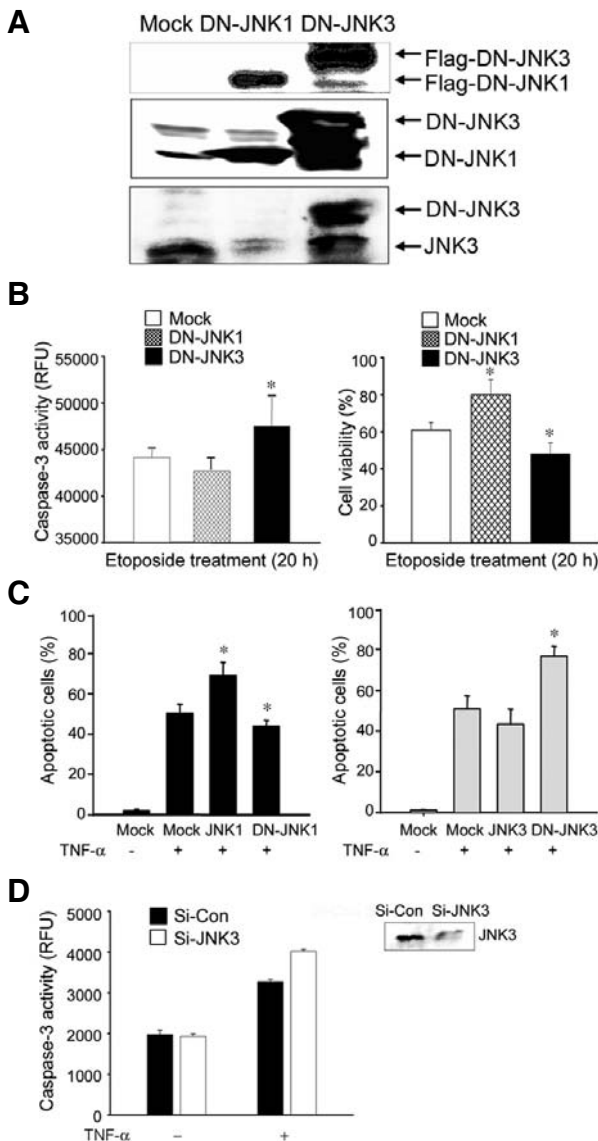 A
Mock DN-JNK1 DN-JNK3
Flag-DN-JNK3
Flag-DN-JNK1
DN-JNK3
DN-JNK1
DN-JNK3
JNK3
B
Mock
DN-JNK1
DN-JNK3
Caspase-3 activity (RFU)
55000
50000
45000
40000
35000
*
Etoposide treatment (20 h)
Mock
DN-JNK1
DN-JNK3
Cell viability (%)
100
80
60
40
20
0
*
*
Etoposide treatment (20 h)
C
Apoptotic cells (%)
100
80
60
40
20
0
*
*
Mock Mock JNK1 DN-JNK1
TNF-α - + + +
Apoptotic cells (%)
100
80
60
40
20
0
*
Mock Mock JNK3 DN-JNK3
TNF-α - + + +
D
Caspase-3 activity (RFU)
5000
4000
3000
2000
1000
0
Si-Con
Si-JNK3
TNF-α – +
Si-Con Si-JNK3
JNK3